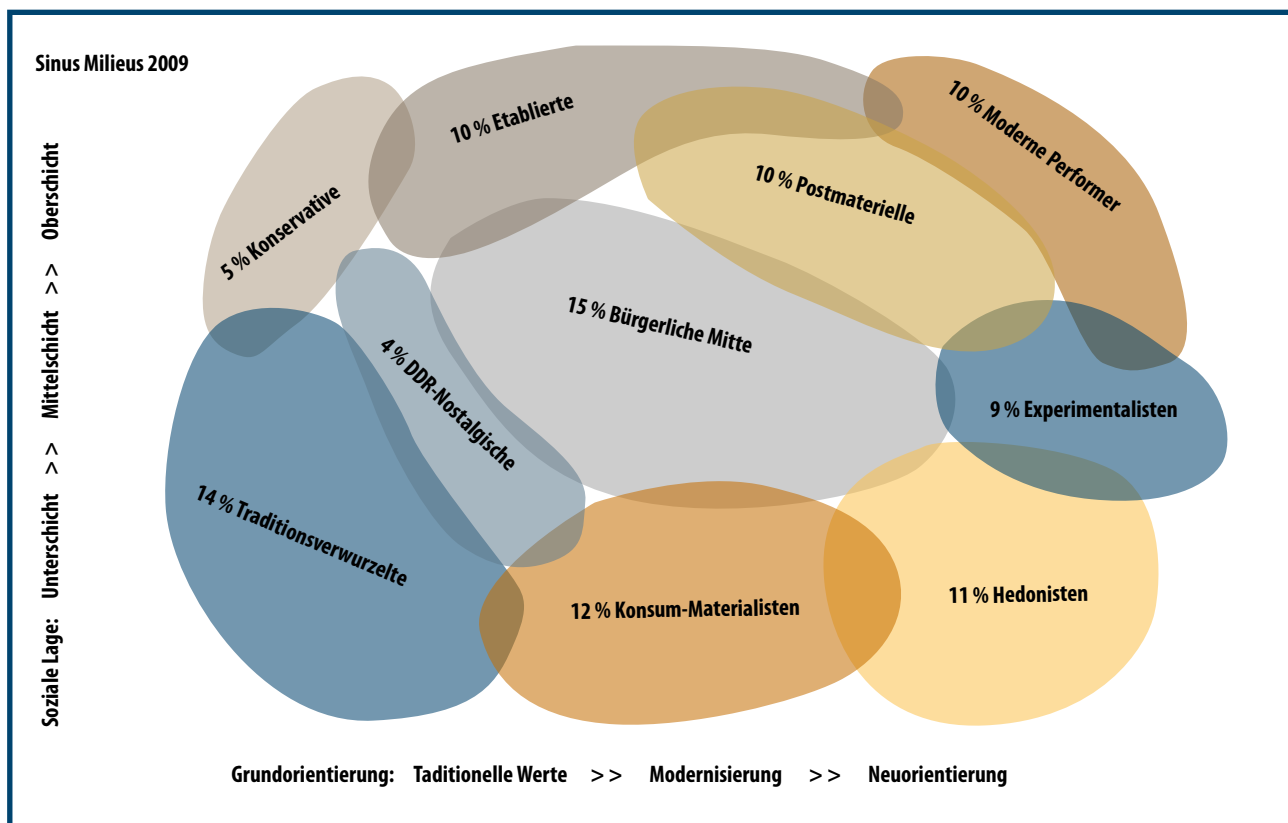 Sinus Milieus 2009
10 % Etablierte
10 % Moderne Performer
5 % Konservative
10 % Postmaterielle
15 % Bürgerliche Mitte
4 % DDR-Nostalgische
9 % Experimentalisten
14 % Traditionsverwurzelte
12 % Konsum-Materialisten
11 % Hedonisten
Soziale Lage: Unterschicht >> Mittelschicht >> Oberschicht
Grundorientierung: Taditionelle Werte >> Modernisierung >> Neuorientierung